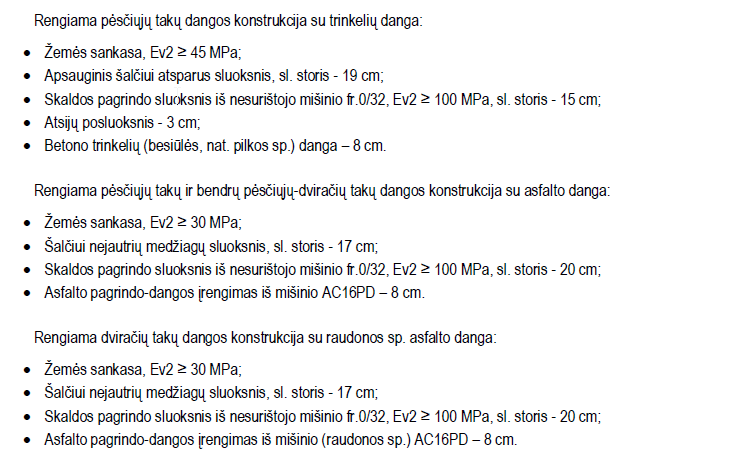 Rengiama pėsčiųjų takų dangos konstrukcija su trinkelių danga:
• Žemės sankasa, Ev2 ≥ 45 MPa;
• Apsauginis šalčiui atsparus sluoksnis, sl. storis - 19 cm;
• Skaldos pagrindo sluoksnis iš nesurištojo mišinio fr.0/32, Ev2 ≥ 100 MPa, sl. storis - 15 cm;
• Atsijų posluoksnis - 3 cm;
• Betono trinkelių (besiūlės, nat. pilkos sp.) danga – 8 cm.
Rengiama pėsčiųjų takų ir bendrų pėsčiųjų-dviračių takų dangos konstrukcija su asfalto danga:
• Žemės sankasa, Ev2 ≥ 30 MPa;
• Šalčiui nejautrių medžiagų sluoksnis, sl. storis - 17 cm;
• Skaldos pagrindo sluoksnis iš nesurištojo mišinio fr.0/32, Ev2 ≥ 100 MPa, sl. storis - 20 cm;
• Asfalto pagrindo-dangos įrengimas iš mišinio AC16PD – 8 cm.
Rengiama dviračių takų dangos konstrukcija su raudonos sp. asfalto danga:
• Žemės sankasa, Ev2 ≥ 30 MPa;
• Šalčiui nejautrių medžiagų sluoksnis, sl. storis - 17 cm;
• Skaldos pagrindo sluoksnis iš nesurištojo mišinio fr.0/32, Ev2 ≥ 100 MPa, sl. storis - 20 cm;
• Asfalto pagrindo-dangos įrengimas iš mišinio (raudonos sp.) AC16PD – 8 cm.